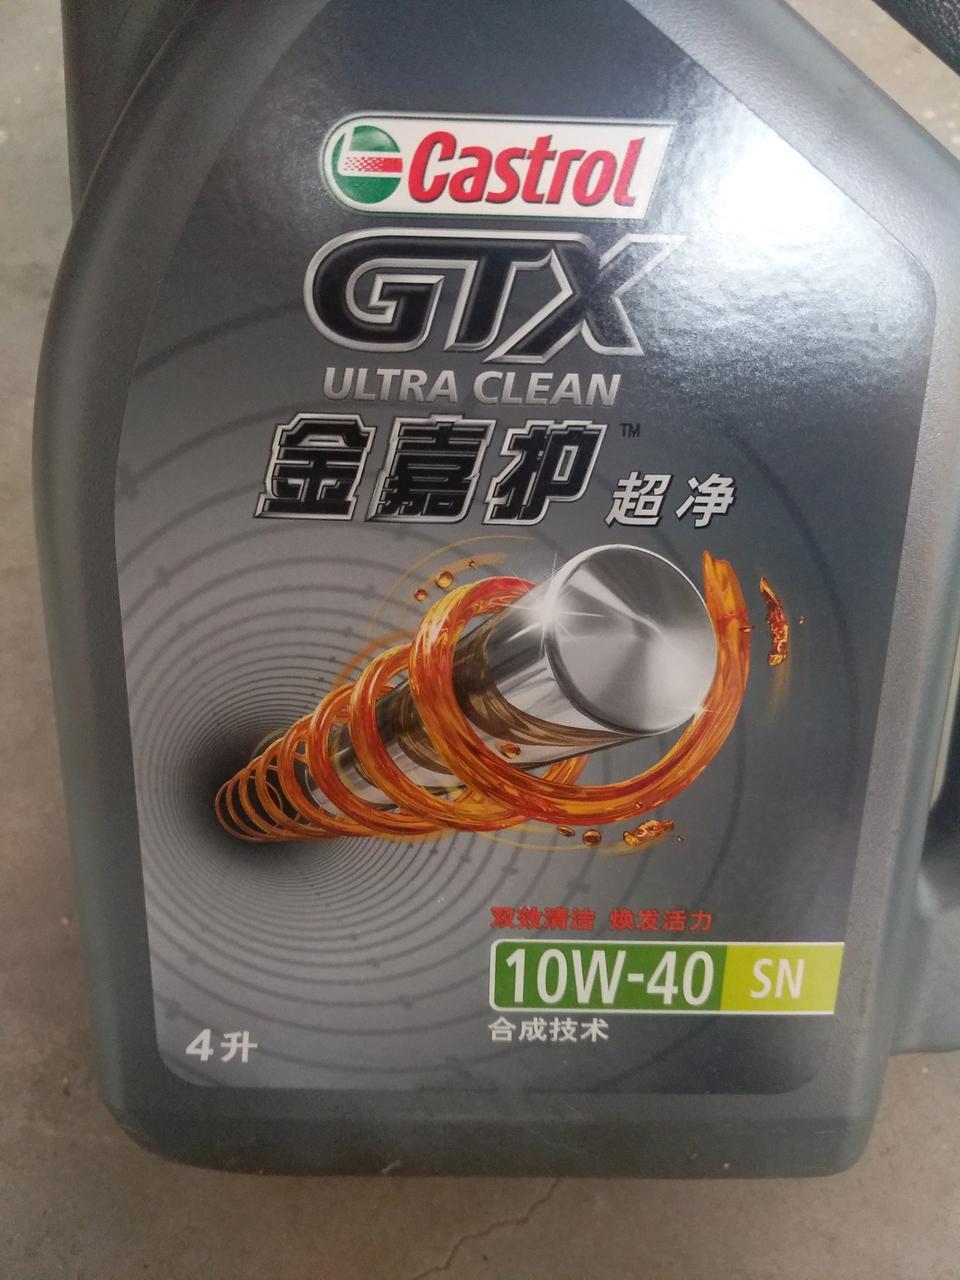 Castrol
GTX
ULTRA CLEAN
金嘉护™ 超净
双效清洁 焕发活力
10W-40 SN
合成技术
4升